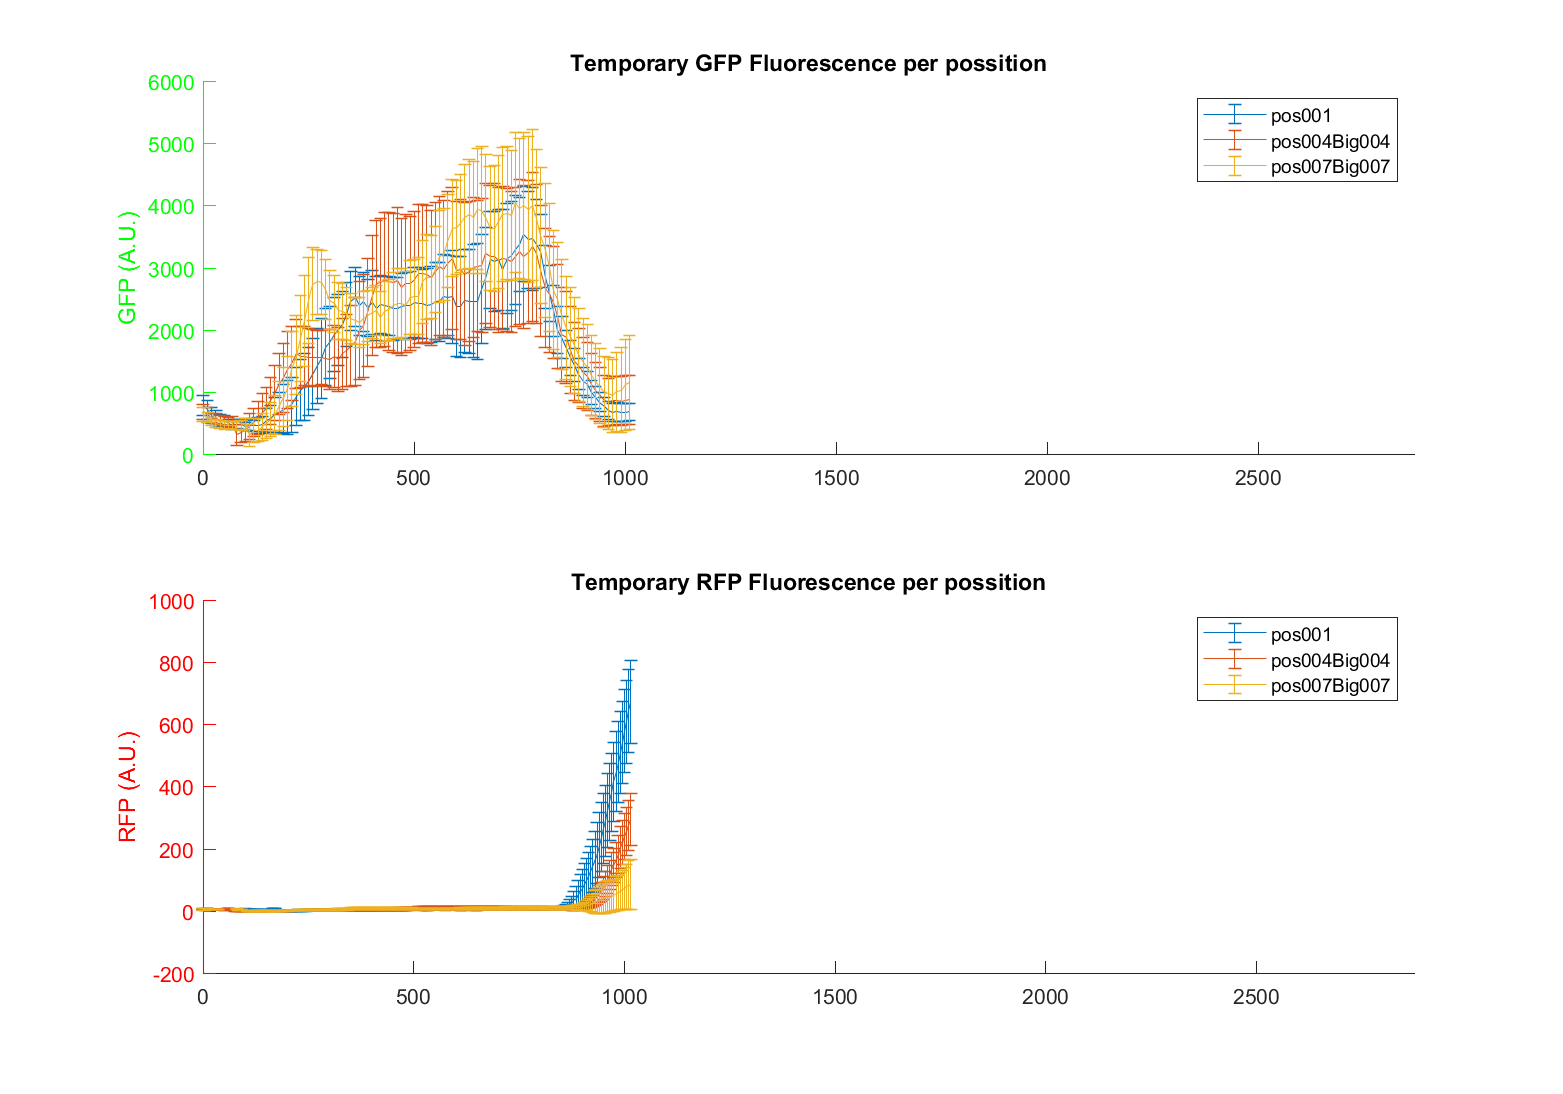 Temporary GFP Fluorescence per possition
6000
5000
4000
3000
2000
1000
0
GFP (A.U.)
pos001
pos004Big004
pos007Big007
0 500 1000 1500 2000 2500
Temporary RFP Fluorescence per possition
1000
800
600
400
200
0
-200
RFP (A.U.)
pos001
pos004Big004
pos007Big007
0 500 1000 1500 2000 2500